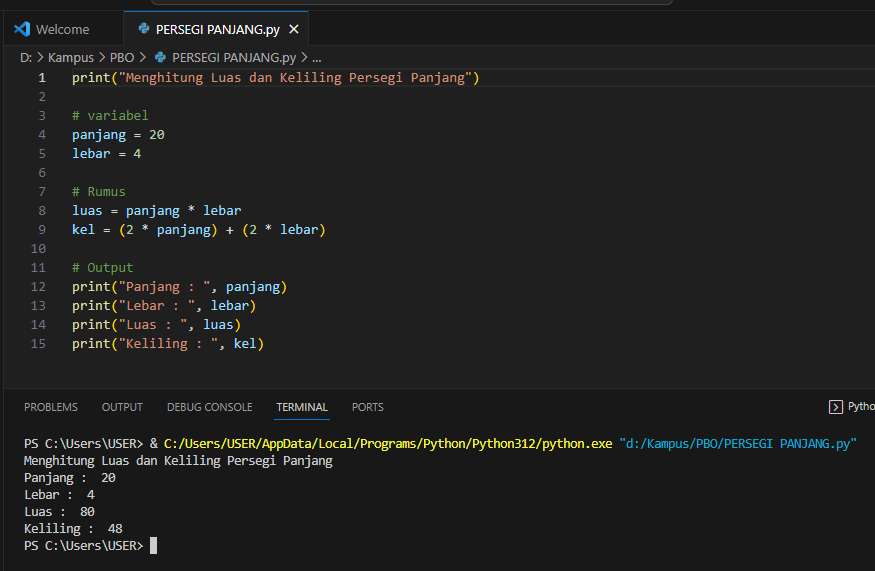 Welcome
PERSEGI PANJANG.py
D: > Kampus > PBO > PERSEGI PANJANG.py > ...
1 print("Menghitung Luas dan Keliling Persegi Panjang")
2
3 # variabel
4 panjang = 20
5 lebar = 4
6
7 # Rumus
8 luas = panjang * lebar
9 kel = (2 * panjang) + (2 * lebar)
10
11 # Output
12 print("Panjang : ", panjang)
13 print("Lebar : ", lebar)
14 print("Luas : ", luas)
15 print("Keliling : ", kel)
PROBLEMS OUTPUT DEBUG CONSOLE TERMINAL PORTS Pytho
PS C:\Users\USER> & C:/Users/USER/AppData/Local/Programs/Python/Python312/python.exe "d:/Kampus/PBO/PERSEGI PANJANG.py"
Menghitung Luas dan Keliling Persegi Panjang
Panjang :  20
Lebar :  4
Luas :  80
Keliling :  48
PS C:\Users\USER>